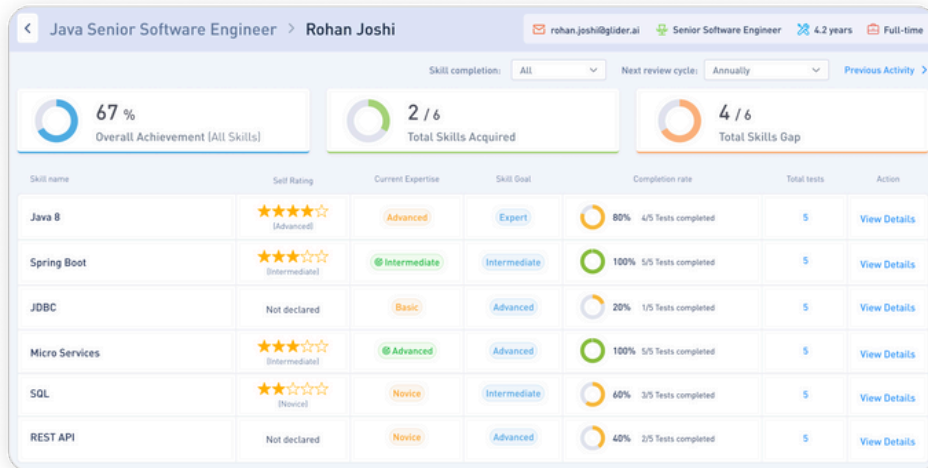 Java Senior Software Engineer > Rohan Joshi
rohan.joshi@glider.ai Senior Software Engineer 4.2 years Full-time
Skill completion: All Next review cycle: Annually Previous Activity >
67 %
Overall Achievement (All Skills)
2 / 6
Total Skills Acquired
4 / 6
Total Skills Gap
Skill name Self Rating Current Expertise Skill Goal Completion rate Total tests Action
Java 8 (Advanced) Advanced Expert 80% 4/5 Tests completed 5 View Details
Spring Boot (Intermediate) Intermediate Intermediate 100% 5/5 Tests completed 5 View Details
JDBC Not declared Basic Advanced 20% 1/5 Tests completed 5 View Details
Micro Services (Intermediate) Advanced Advanced 100% 5/5 Tests completed 5 View Details
SQL (Novice) Novice Intermediate 60% 3/5 Tests completed 5 View Details
REST API Not declared Novice Advanced 40% 2/5 Tests completed 5 View Details